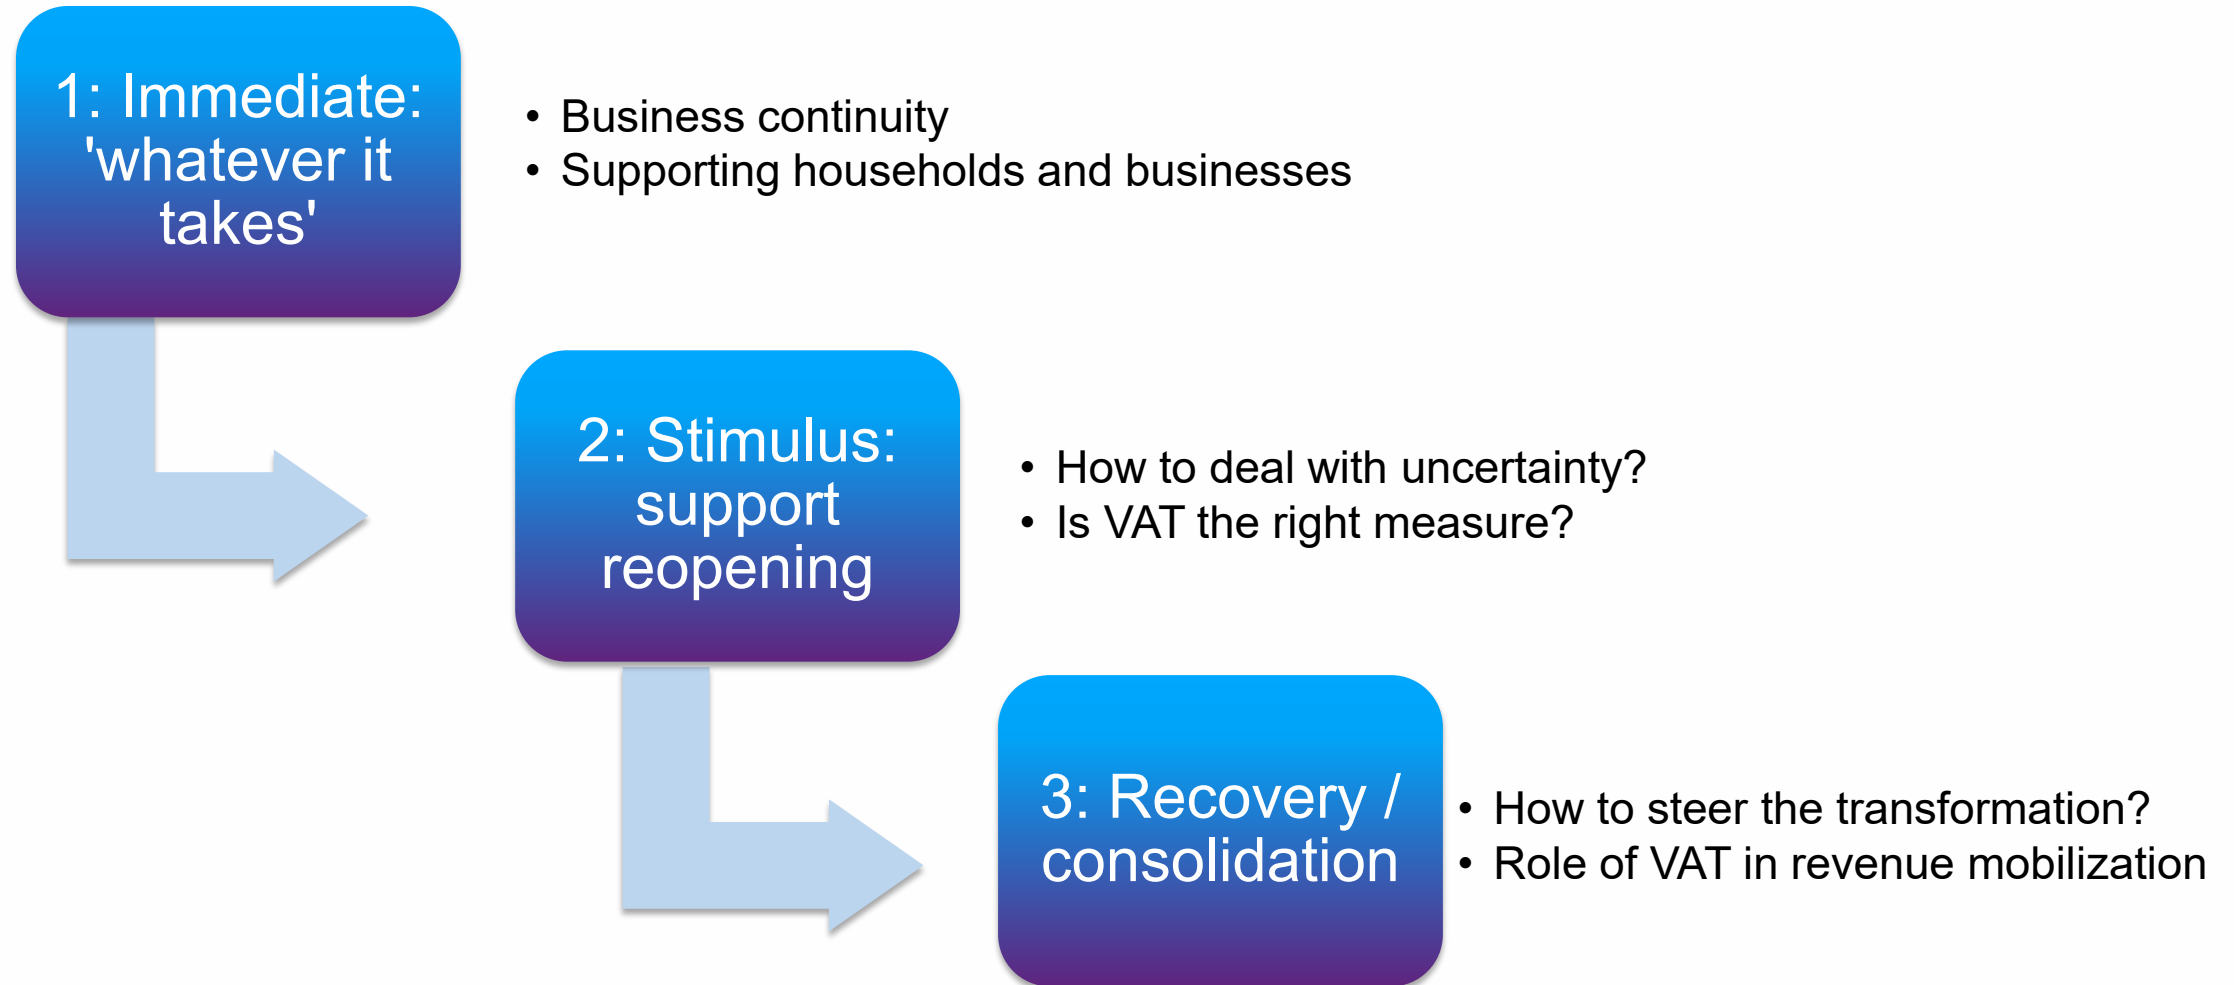 1: Immediate:
'whatever it
takes'
• Business continuity
• Supporting households and businesses
2: Stimulus:
support
reopening
• How to deal with uncertainty?
• Is VAT the right measure?
3: Recovery /
consolidation
• How to steer the transformation?
• Role of VAT in revenue mobilization